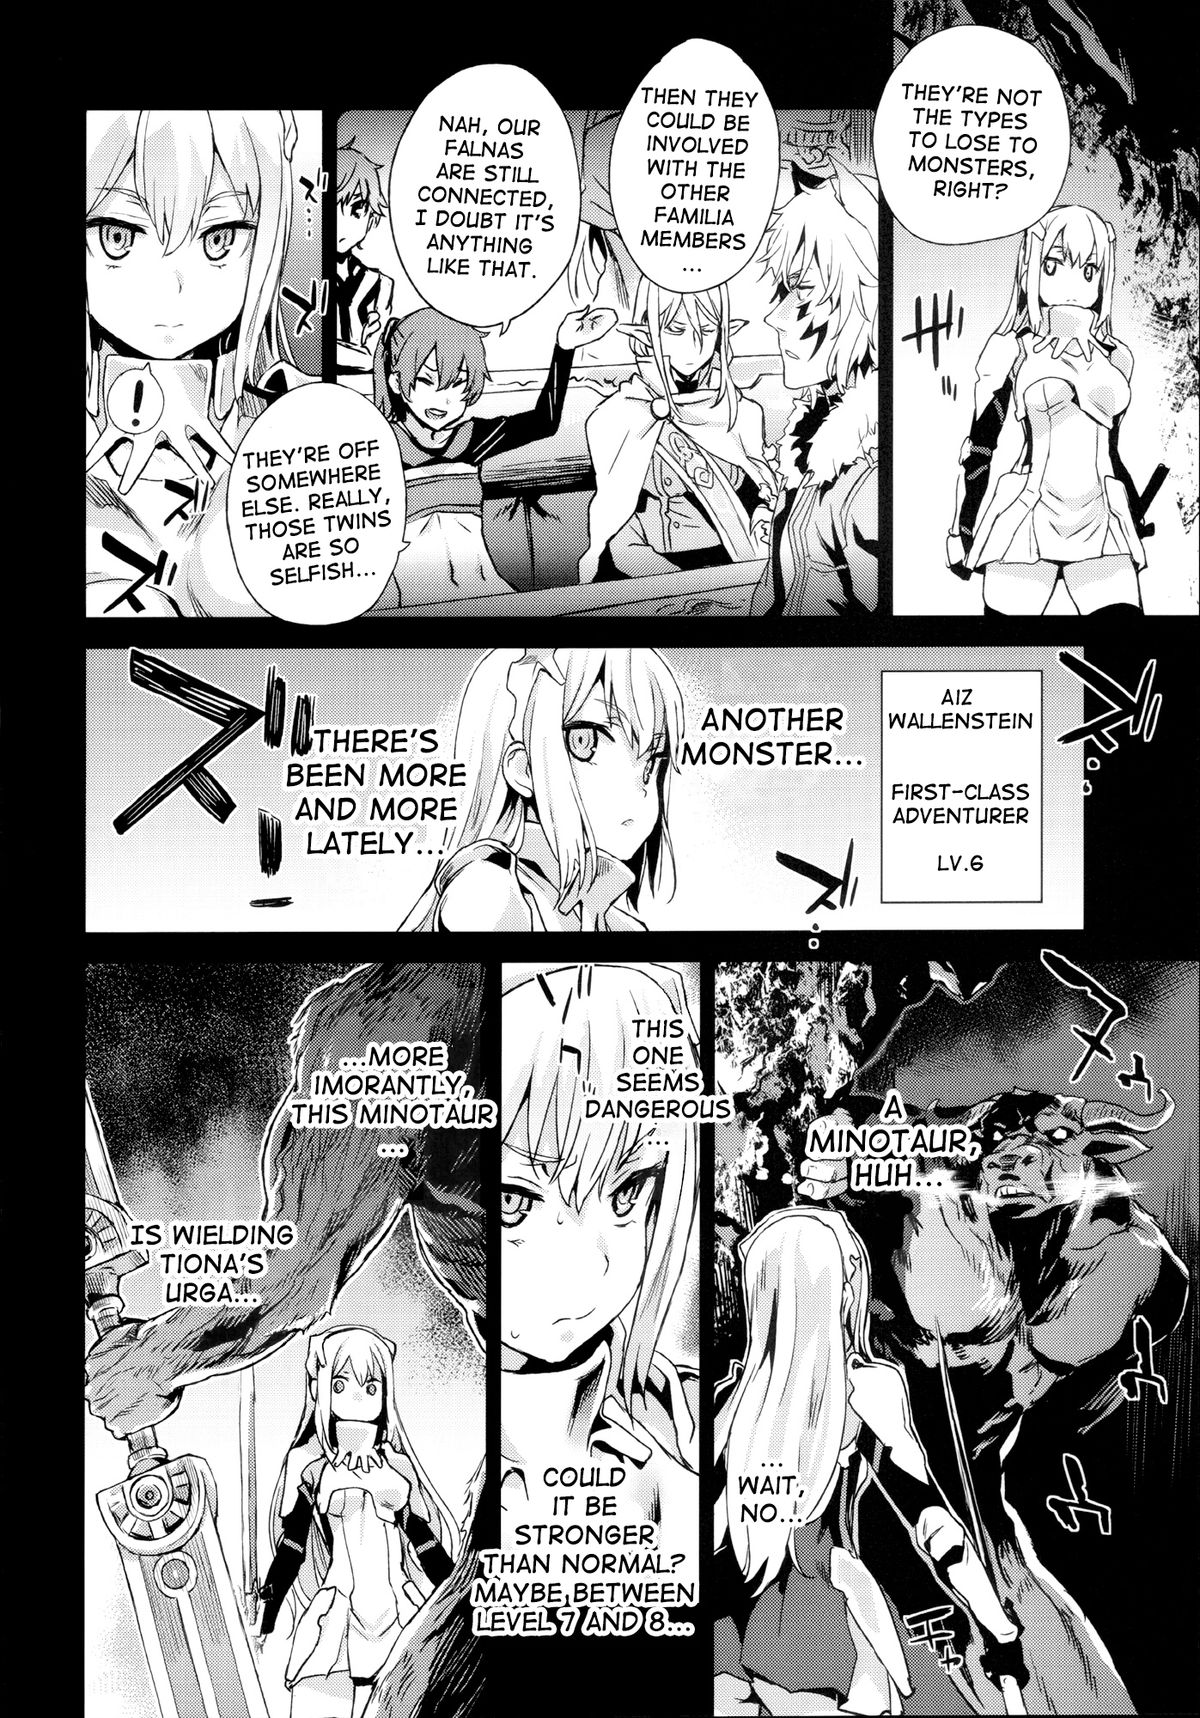 THEY'RE NOT
THE TYPES
TO LOSE TO
MONSTERS,
RIGHT?
THEN THEY
COULD BE
INVOLVED
WITH THE
OTHER
FAMILIA
MEMBERS
...
NAH, OUR
FALNAS
ARE STILL
CONNECTED,
I DOUBT IT'S
ANYTHING
LIKE THAT.
THEY'RE OFF
SOMEWHERE
ELSE. REALLY,
THOSE TWINS
ARE SO
SELFISH...
!
AIZ
WALLENSTEIN
FIRST-CLASS
ADVENTURER
LV.6
ANOTHER
MONSTER...
THERE'S
BEEN MORE
AND MORE
LATELY...
ズ
ズ
A
MINOTAUR,
HUH...
...
WAIT,
NO...
THIS
ONE
SEEMS
DANGEROUS
...
COULD
IT BE
STRONGER
THAN NORMAL?
MAYBE BETWEEN
LEVEL 7 AND 8...
...MORE
IMORANTLY,
THIS MINOTAUR
...
IS WIELDING
TIONA'S
URGA...